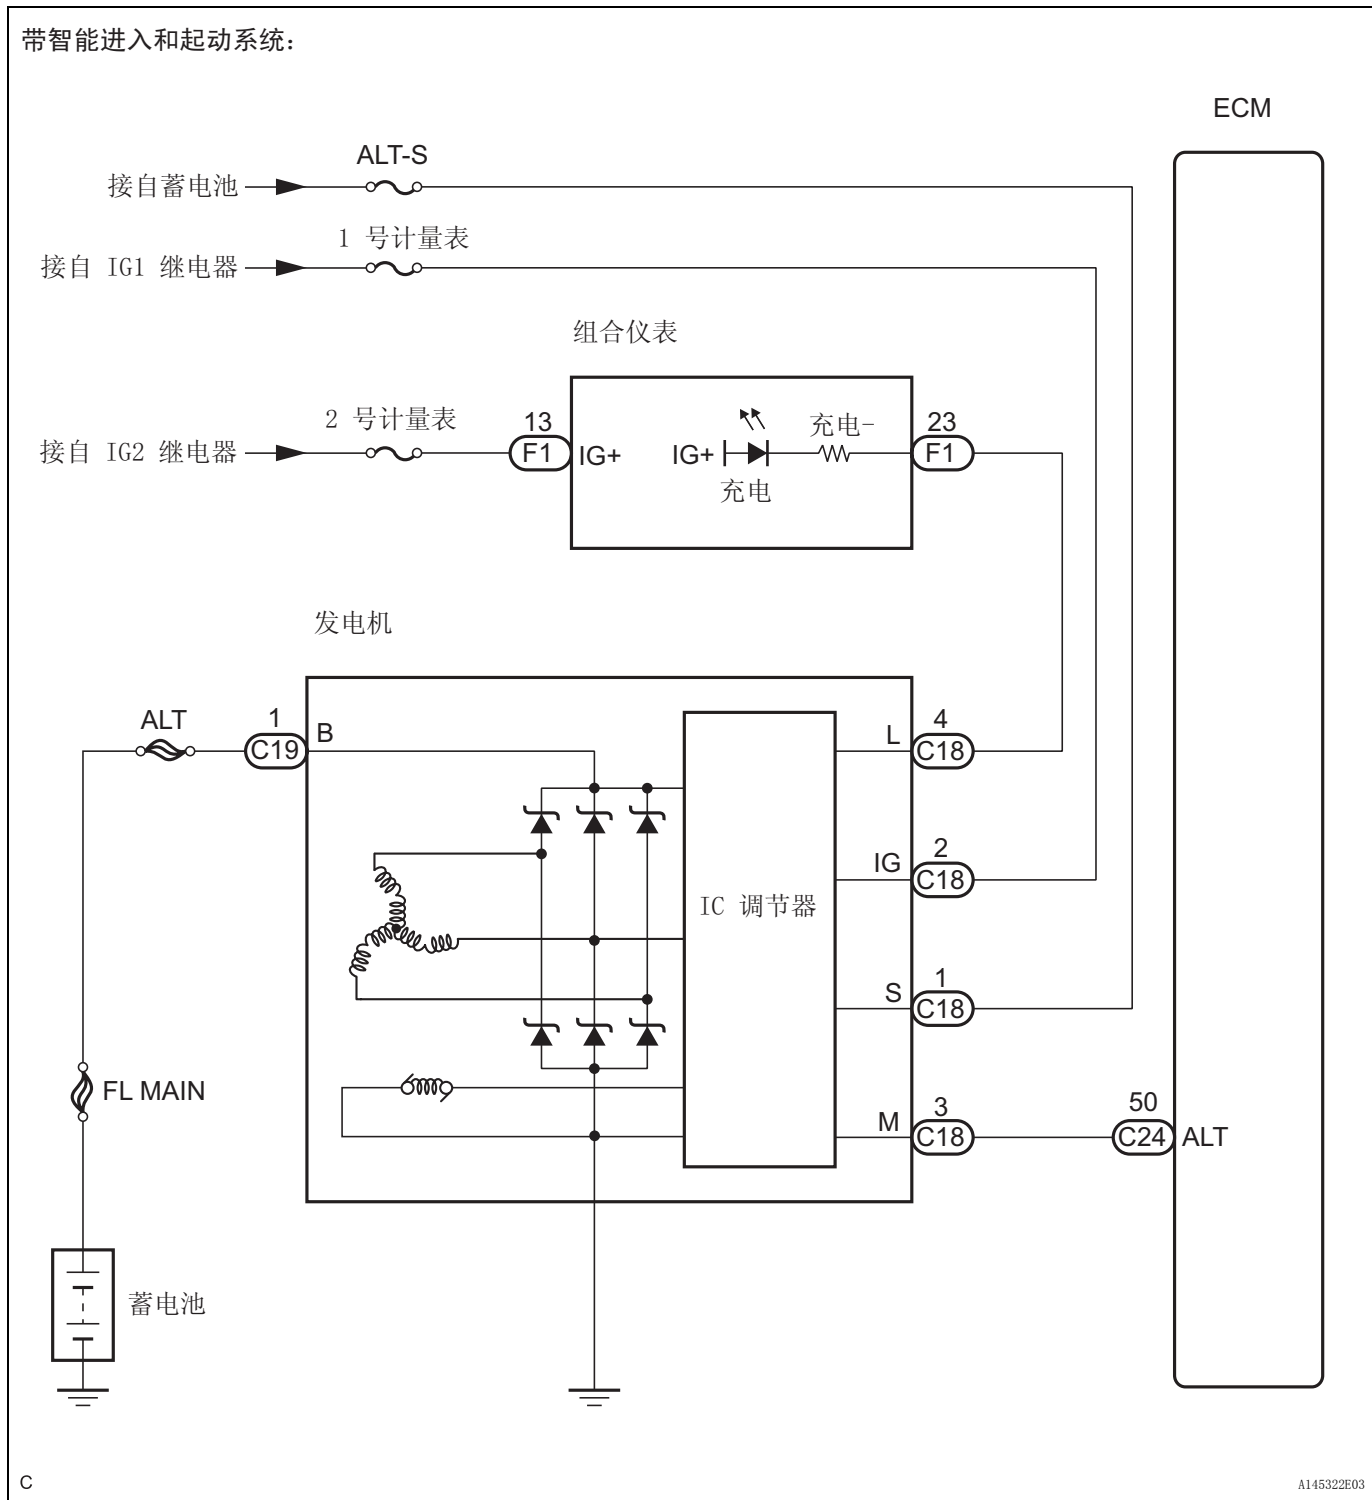 带智能进入和起动系统:
ECM
ALT-S
接自蓄电池
1 号计量表
接自 IG1 继电器
组合仪表
2 号计量表
接自 IG2 继电器
13
F1
IG+
IG+
充电
充电-
23
F1
发电机
ALT
1
C19
B
L
4
C18
IG
2
C18
IC 调节器
S
1
C18
FL MAIN
M
3
C18
50
C24
ALT
蓄电池
C
A145322E03